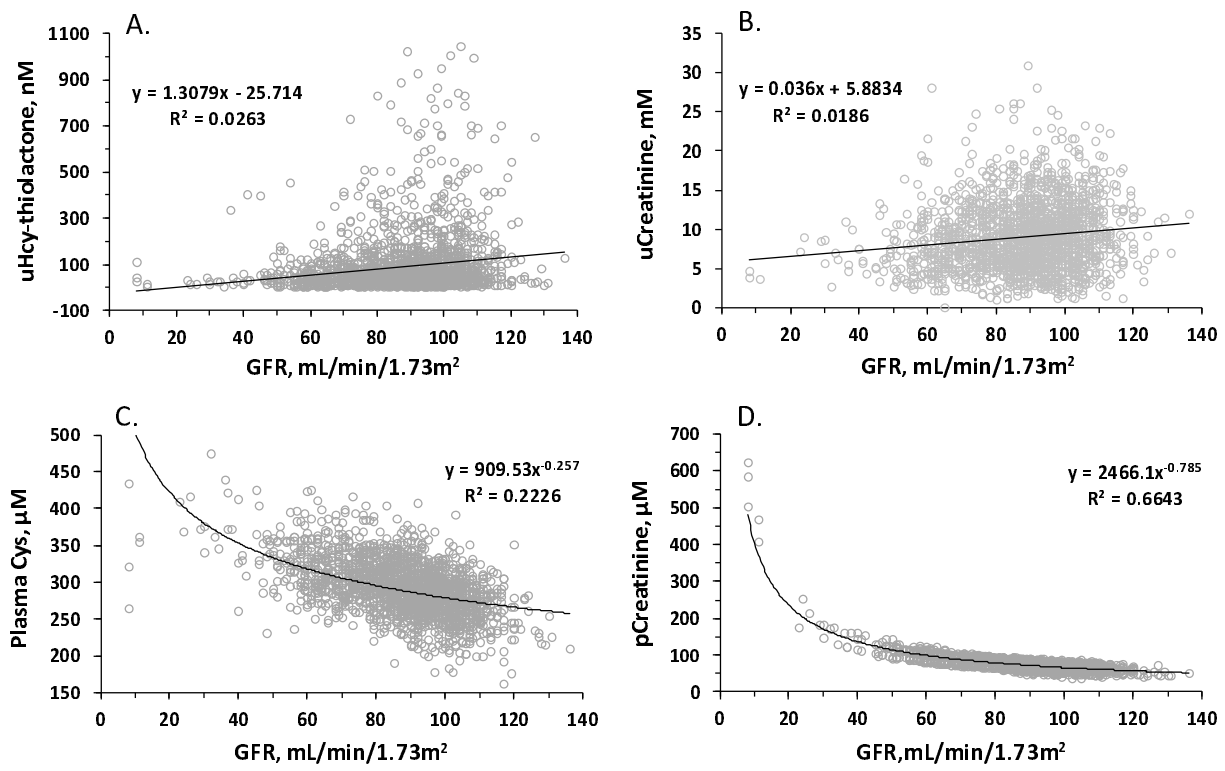 A.
uHcy-thiolactone, nM
1100
900
700
500
300
100
-100
y = 1.3079x - 25.714
R² = 0.0263
0 20 40 60 80 100 120 140
GFR, mL/min/1.73m²
B.
uCreatinine, mM
35
30
25
20
15
10
5
0
y = 0.036x + 5.8834
R² = 0.0186
0 20 40 60 80 100 120 140
GFR, mL/min/1.73m²
C.
Plasma Cys, µM
500
450
400
350
300
250
200
150
y = 909.53x⁻⁰·²⁵⁷
R² = 0.2226
0 20 40 60 80 100 120 140
GFR, mL/min/1.73m²
D.
pCreatinine, µM
700
600
500
400
300
200
100
0
y = 2466.1x⁻⁰·⁷⁸⁵
R² = 0.6643
0 20 40 60 80 100 120 140
GFR,mL/min/1.73m²